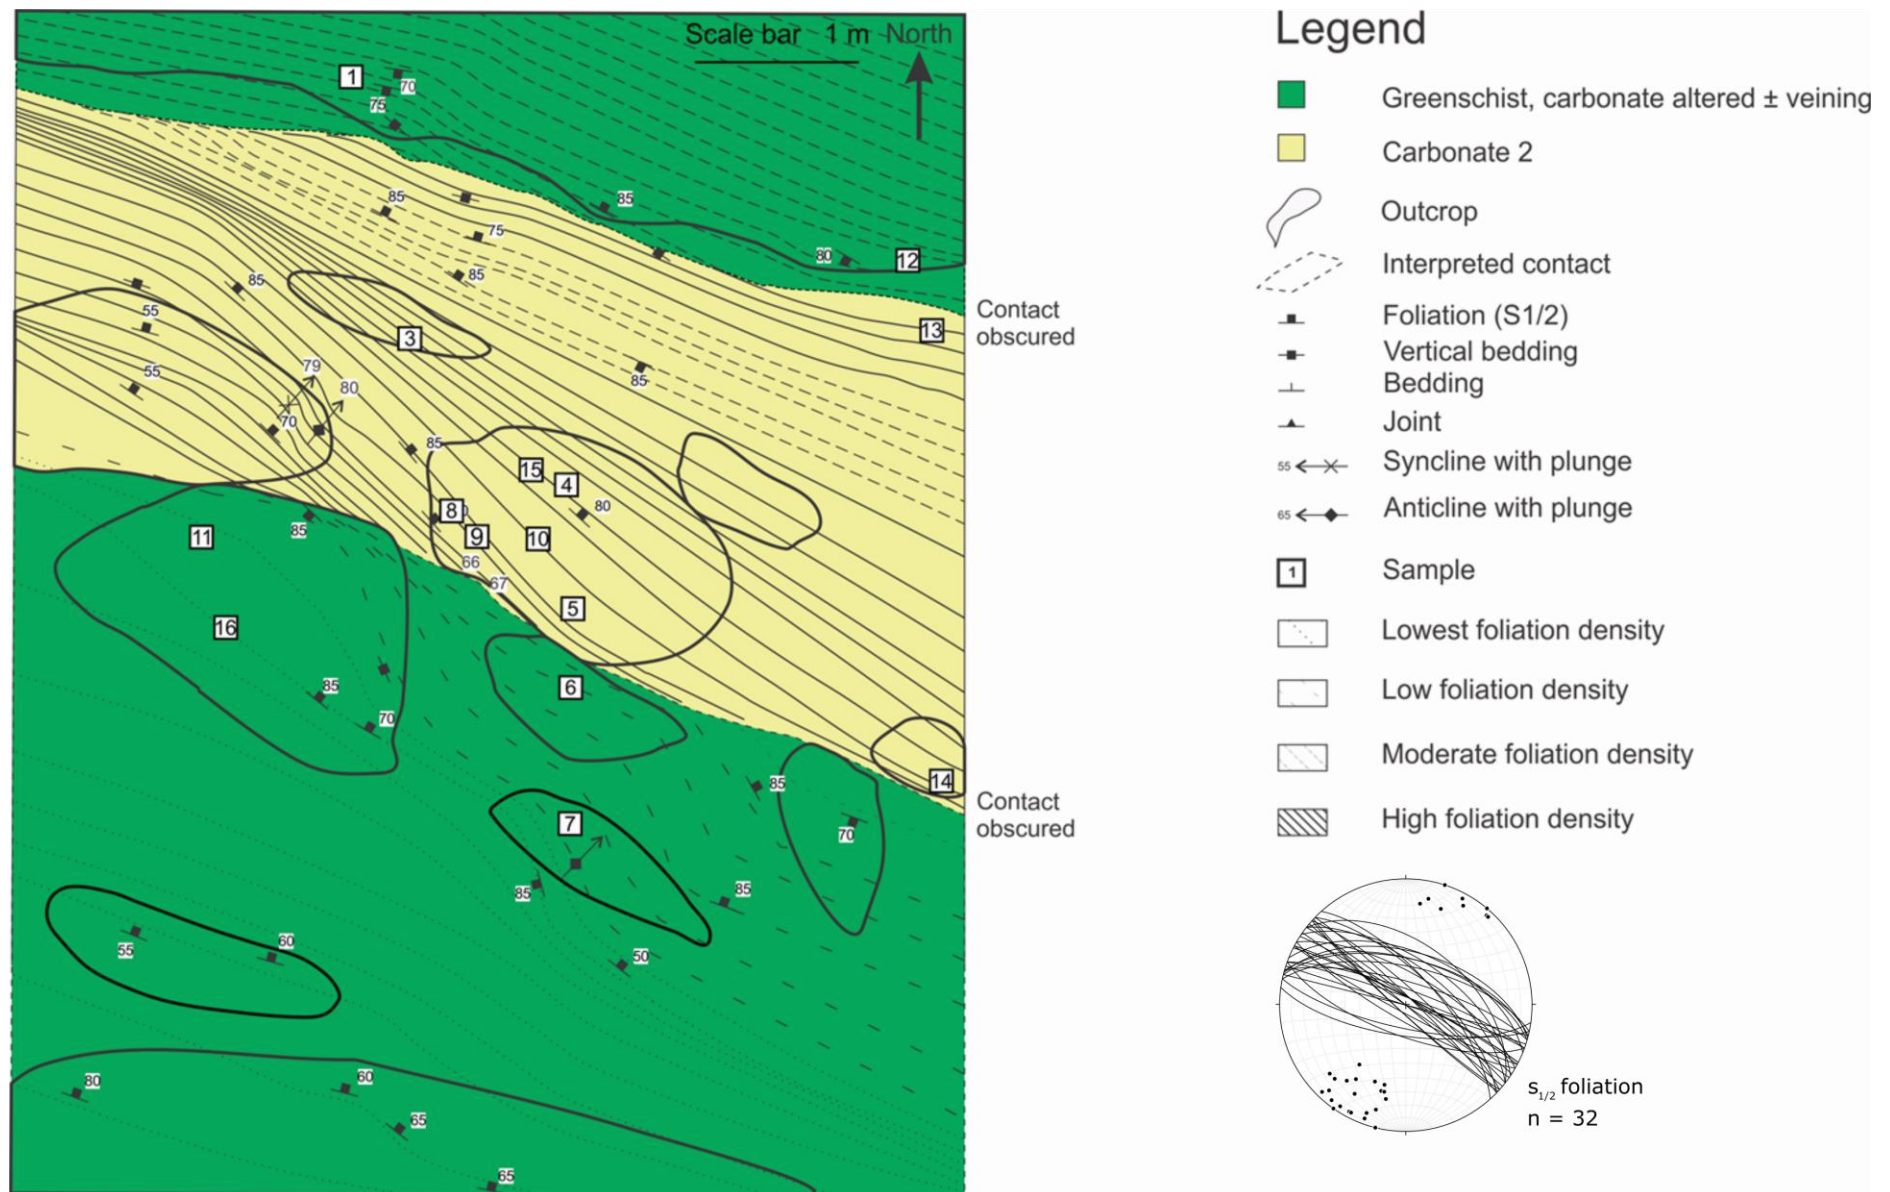 Scale bar 1 m North
1
70
75
85
85
75
80
12
85
85
13
55
3
55
85
79
80
70
85
15
4
80
8
9
10
11
85
66
67
5
16
6
85
70
85
14
7
70
85
85
50
60
55
80
60
65
65
Contact
obscured
Contact
obscured
Legend
Greenschist, carbonate altered ± veining
Carbonate 2
Outcrop
Interpreted contact
Foliation (S1/2)
Vertical bedding
Bedding
Joint
55 Syncline with plunge
65 Anticline with plunge
1 Sample
Lowest foliation density
Low foliation density
Moderate foliation density
High foliation density
s1/2 foliation
n = 32